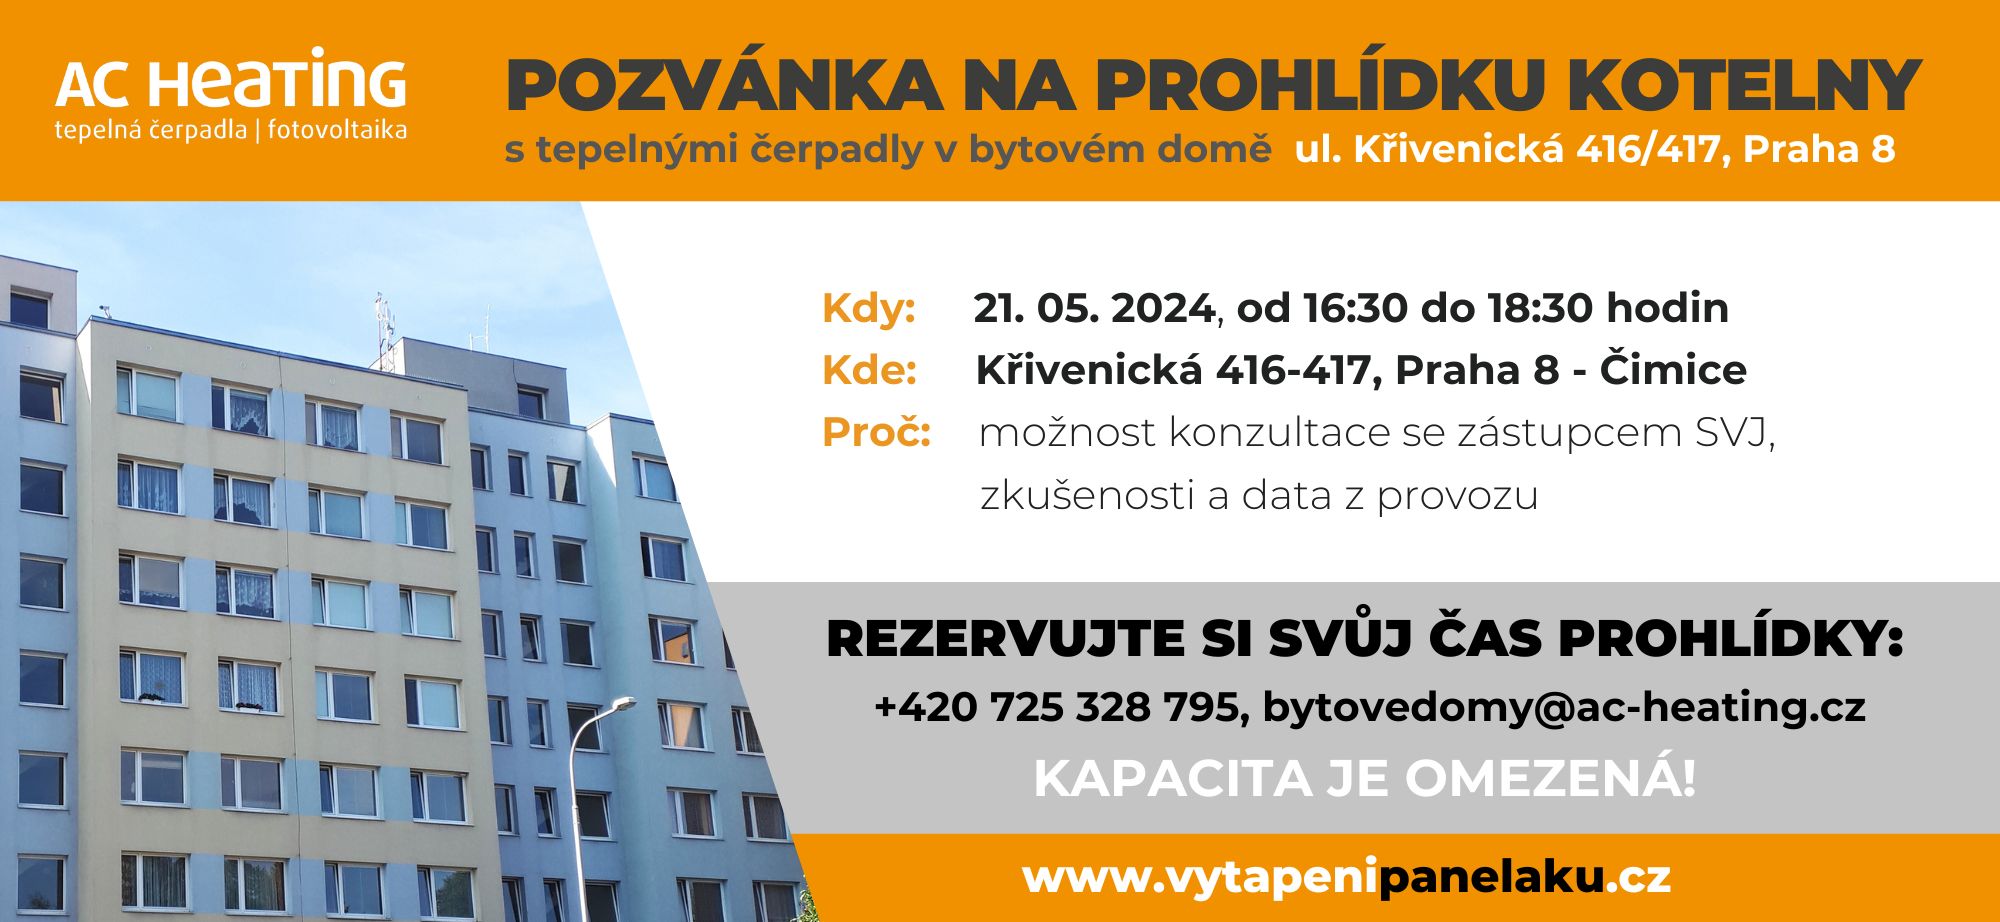 AC Heating
tepelná čerpadla | fotovoltaika
POZVÁNKA NA PROHLÍDKU KOTELNY
s tepelnými čerpadly v bytovém domě ul. Křivenická 416/417, Praha 8
Kdy: 21. 05. 2024, od 16:30 do 18:30 hodin
Kde: Křivenická 416-417, Praha 8 - Čimice
Proč: možnost konzultace se zástupcem SVJ,
zkušenosti a data z provozu
REZERVUJTE SI SVŮJ ČAS PROHLÍDKY:
+420 725 328 795, bytovedomy@ac-heating.cz
KAPACITA JE OMEZENÁ!
www.vytapenipanelaku.cz